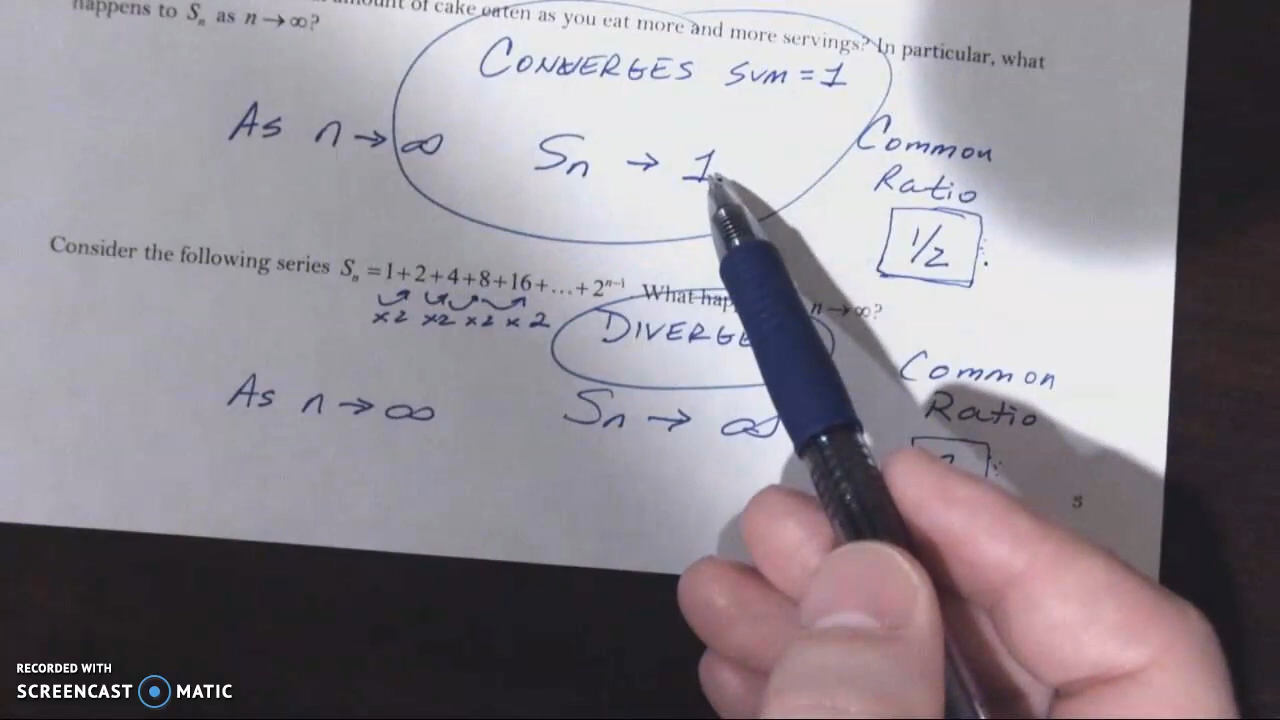 of cake eaten as you eat more and more servings? In particular, what
happens to Sₙ as n → ∞?
CONVERGES SUM = 1
As n → ∞ Sₙ → 1
Common
Ratio
1/2
Consider the following series Sₙ = 1+2+4+8+16+...+2ⁿ⁻¹ What n → ∞?
×2 ×2 ×2 ×2
DIVERGE
As n → ∞ Sₙ → ∞
Common
Ratio
5
RECORDED WITH
SCREENCAST MATIC